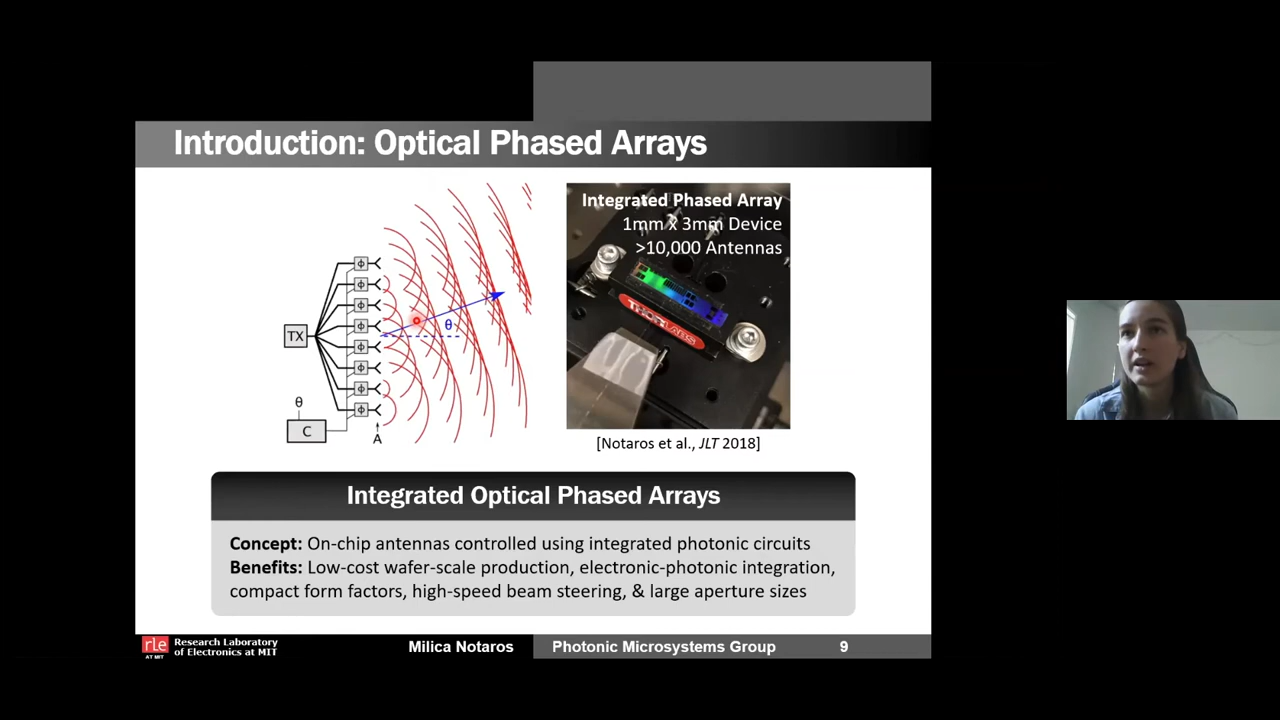 Introduction: Optical Phased Arrays
Integrated Phased Array
1mm x 3mm Device
>10,000 Antennas
ϕ
ϕ
ϕ
ϕ
TX
θ
ϕ
ϕ
ϕ
ϕ
θ
C
A
THORLABS
[Notaros et al., JLT 2018]
Integrated Optical Phased Arrays
Concept: On-chip antennas controlled using integrated photonic circuits
Benefits: Low-cost wafer-scale production, electronic-photonic integration,
compact form factors, high-speed beam steering, & large aperture sizes
rle
AT MIT
Research Laboratory
of Electronics at MIT
Milica Notaros
Photonic Microsystems Group
9